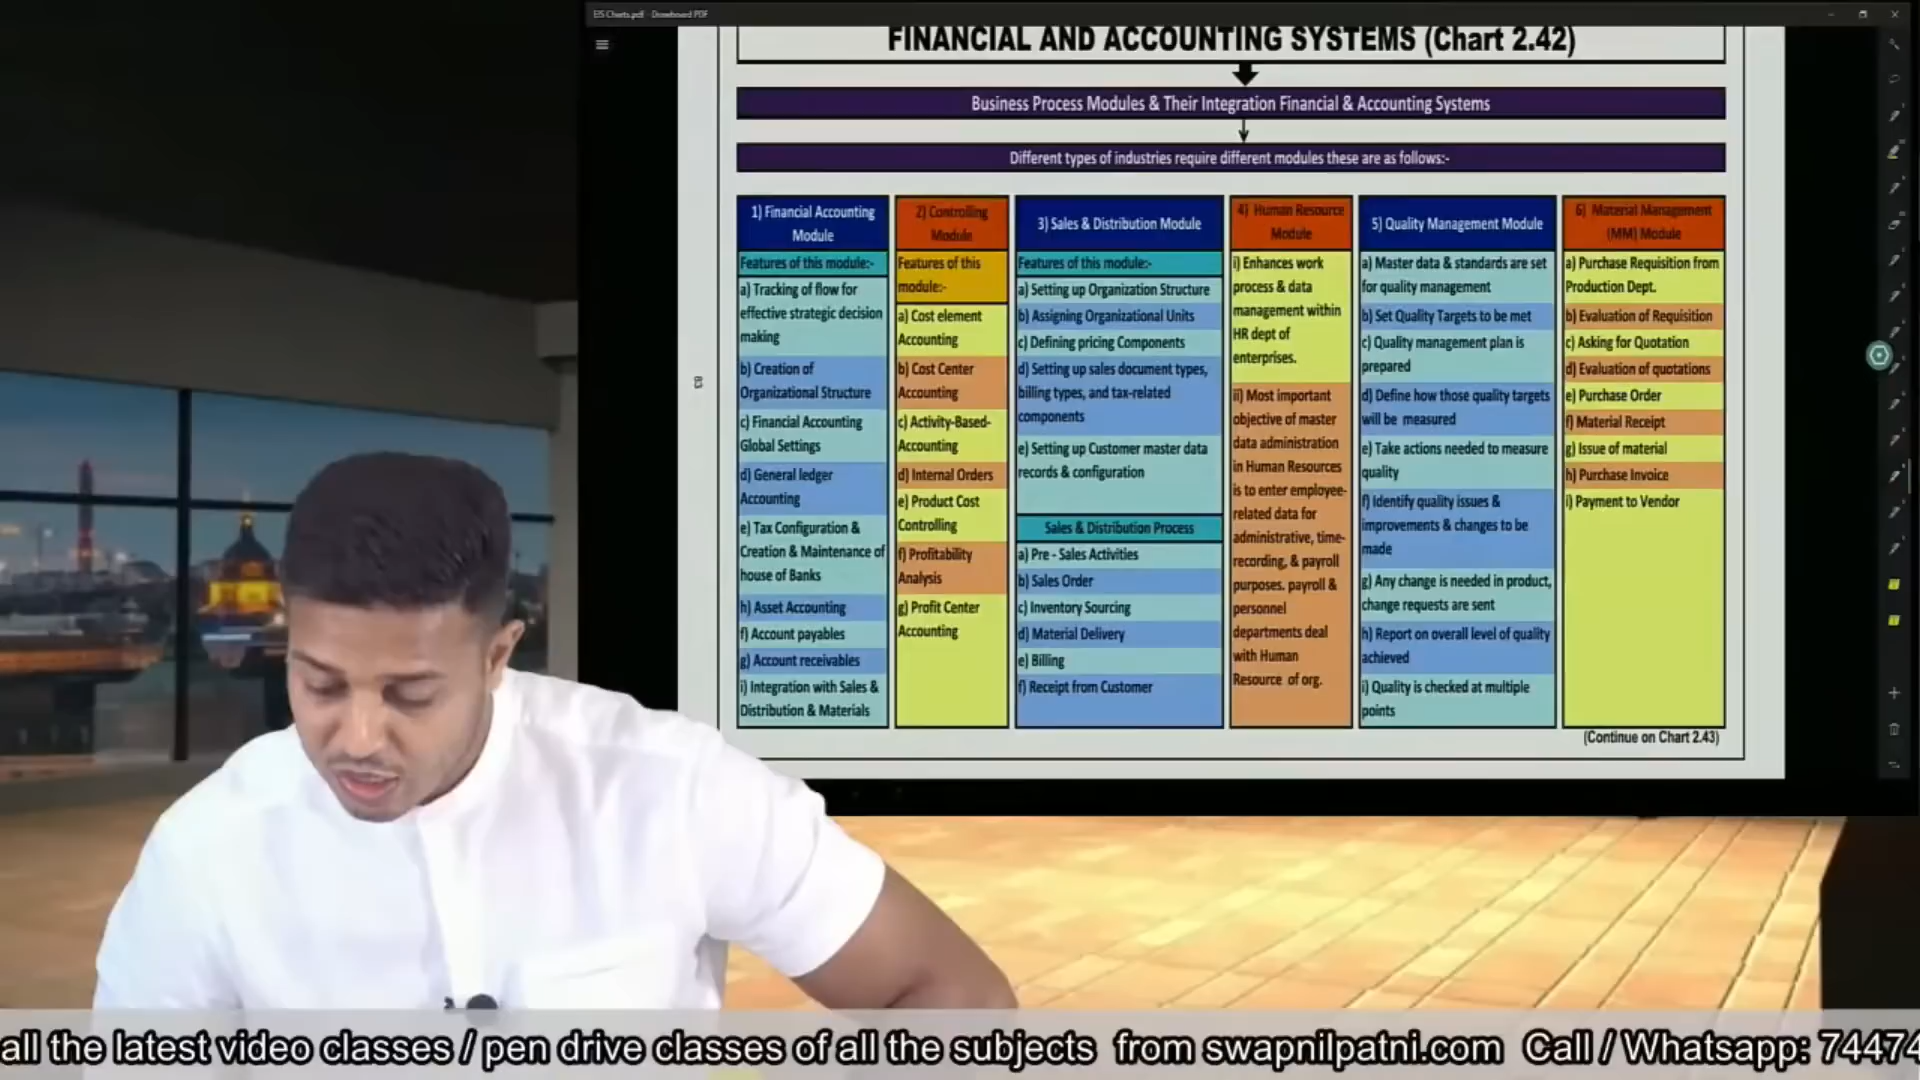 EIS Charts.pdf - Drawboard PDF
FINANCIAL AND ACCOUNTING SYSTEMS (Chart 2.42)
Business Process Modules & Their Integration Financial & Accounting Systems
Different types of industries require different modules these are as follows:-
1) Financial Accounting
Module
Features of this module:-
a) Tracking of flow for
effective strategic decision
making
b) Creation of
Organizational Structure
c) Financial Accounting
Global Settings
d) General ledger
Accounting
e) Tax Configuration &
Creation & Maintenance of
house of Banks
h) Asset Accounting
f) Account payables
g) Account receivables
i) Integration with Sales &
Distribution & Materials
2) Controlling
Module
Features of this
module:-
a) Cost element
Accounting
b) Cost Center
Accounting
c) Activity-Based-
Accounting
d) Internal Orders
e) Product Cost
Controlling
f) Profitability
Analysis
g) Profit Center
Accounting
3) Sales & Distribution Module
Features of this module:-
a) Setting up Organization Structure
b) Assigning Organizational Units
c) Defining pricing Components
d) Setting up sales document types,
billing types, and tax-related
components
e) Setting up Customer master data
records & configuration
Sales & Distribution Process
a) Pre - Sales Activities
b) Sales Order
c) Inventory Sourcing
d) Material Delivery
e) Billing
f) Receipt from Customer
4) Human Resource
Module
i) Enhances work
process & data
management within
HR dept of
enterprises.
ii) Most important
objective of master
data administration
in Human Resources
is to enter employee-
related data for
administrative, time-
recording, & payroll
purposes. payroll &
personnel
departments deal
with Human
Resource of org.
5) Quality Management Module
a) Master data & standards are set
for quality management
b) Set Quality Targets to be met
c) Quality management plan is
prepared
d) Define how those quality targets
will be measured
e) Take actions needed to measure
quality
f) Identify quality issues &
improvements & changes to be
made
g) Any change is needed in product,
change requests are sent
h) Report on overall level of quality
achieved
i) Quality is checked at multiple
points
6) Material Management
(MM) Module
a) Purchase Requisition from
Production Dept.
b) Evaluation of Requisition
c) Asking for Quotation
d) Evaluation of quotations
e) Purchase Order
f) Material Receipt
g) Issue of material
h) Purchase Invoice
i) Payment to Vendor
(Continue on Chart 2.43)
all the latest video classes / pen drive classes of all the subjects from swapnilpatni.com Call / Whatsapp: 74474